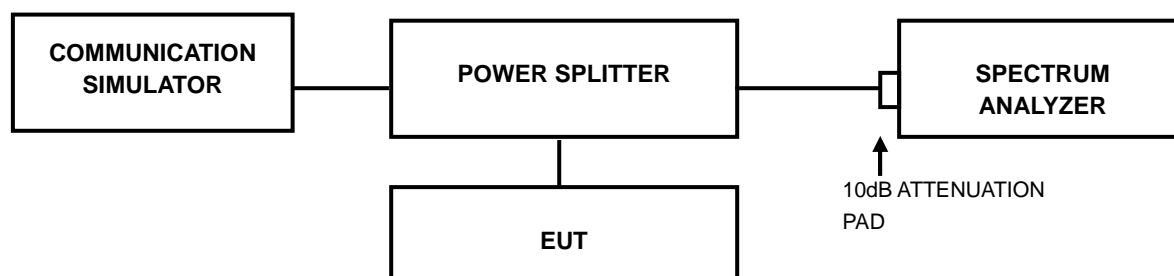 COMMUNICATION
SIMULATOR
POWER SPLITTER
SPECTRUM
ANALYZER
10dB ATTENUATION
PAD
EUT